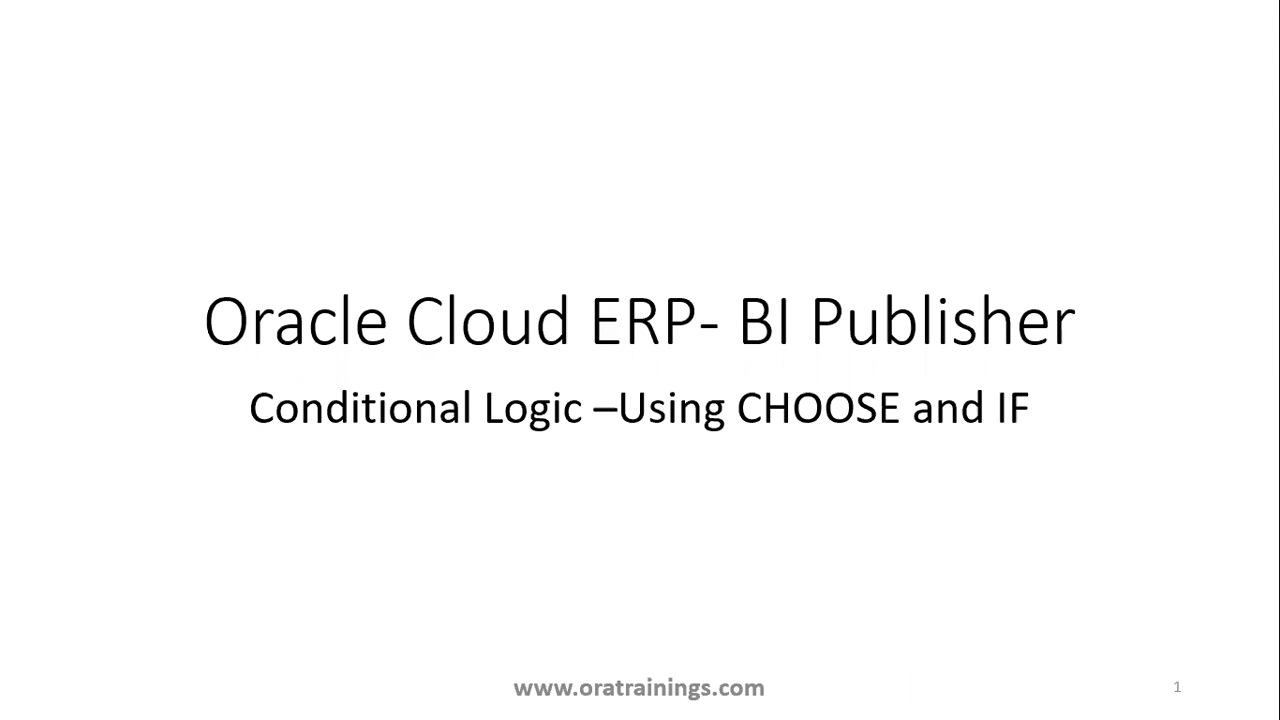 Oracle Cloud ERP- BI Publisher
Conditional Logic –Using CHOOSE and IF
www.oratrainings.com
1